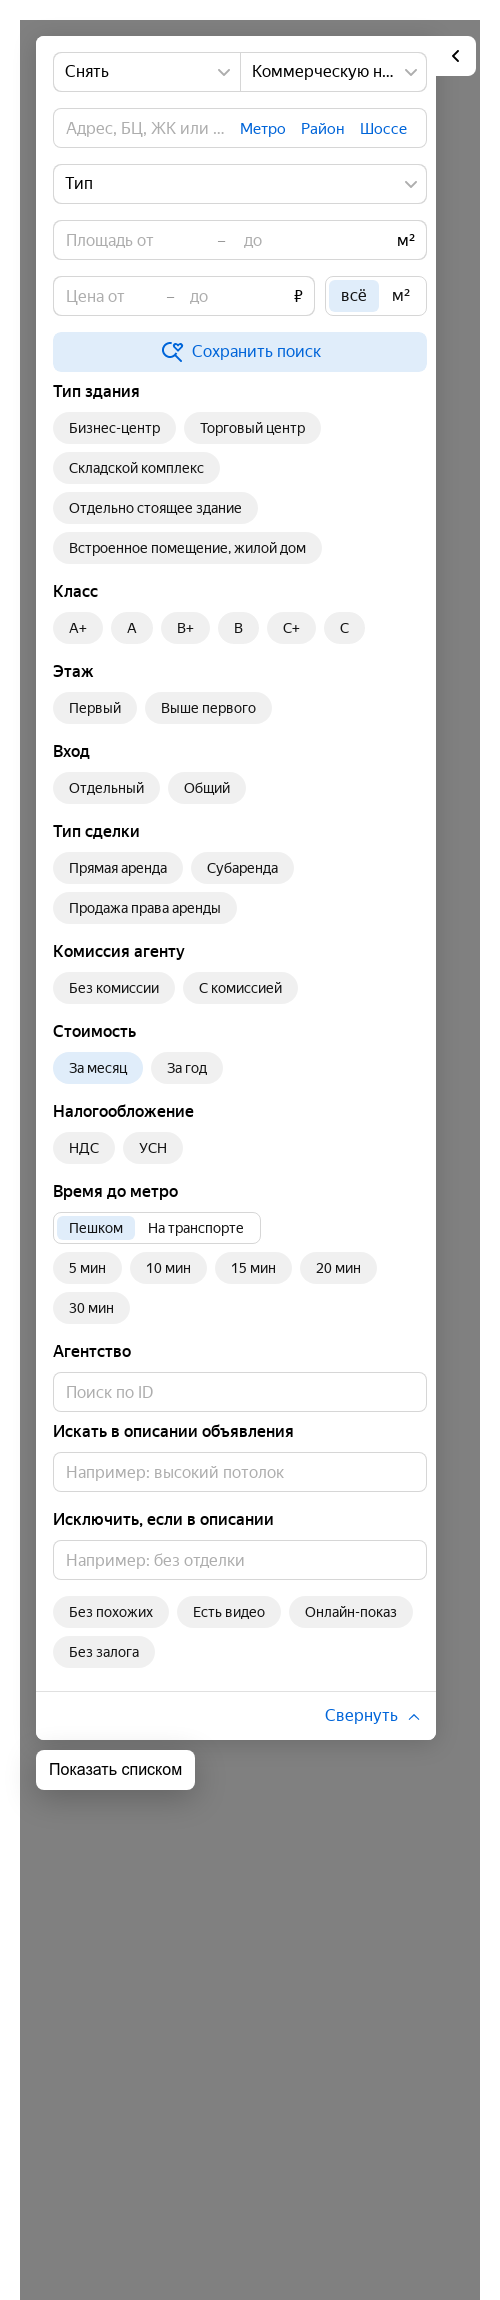 Снять Коммерческую н...
Адрес, БЦ, ЖК или ... Метро Район Шоссе
Тип
Площадь от – до м²
Цена от – до ₽ всё м²
Сохранить поиск
Тип здания
Бизнес-центр Торговый центр
Складской комплекс
Отдельно стоящее здание
Встроенное помещение, жилой дом
Класс
A+ A B+ B C+ C
Этаж
Первый Выше первого
Вход
Отдельный Общий
Тип сделки
Прямая аренда Субаренда
Продажа права аренды
Комиссия агенту
Без комиссии С комиссией
Стоимость
За месяц За год
Налогообложение
НДС УСН
Время до метро
Пешком На транспорте
5 мин 10 мин 15 мин 20 мин
30 мин
Агентство
Поиск по ID
Искать в описании объявления
Например: высокий потолок
Исключить, если в описании
Например: без отделки
Без похожих Есть видео Онлайн-показ
Без залога
Свернуть
Показать списком